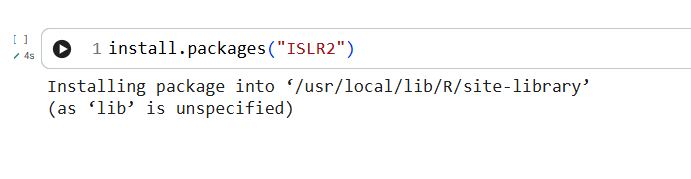 [ ]
✓ 4s
1 install.packages("ISLR2")
Installing package into ‘/usr/local/lib/R/site-library’
(as ‘lib’ is unspecified)